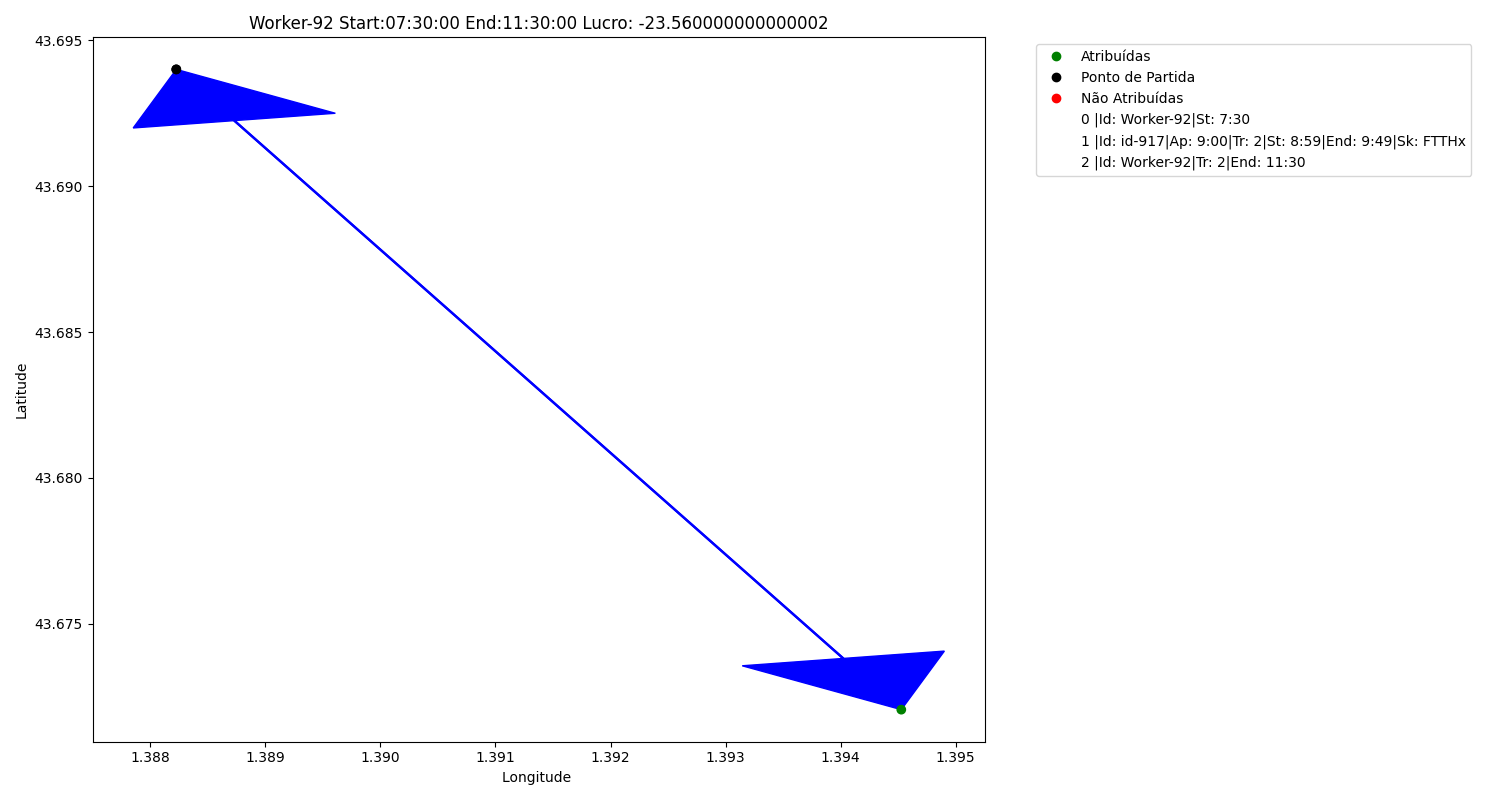 Worker-92 Start:07:30:00 End:11:30:00 Lucro: -23.560000000000002
43.695
43.690
43.685
43.680
43.675
Latitude
1.388 1.389 1.390 1.391 1.392 1.393 1.394 1.395
Longitude
Atribuídas
Ponto de Partida
Não Atribuídas
0 |Id: Worker-92|St: 7:30
1 |Id: id-917|Ap: 9:00|Tr: 2|St: 8:59|End: 9:49|Sk: FTTHx
2 |Id: Worker-92|Tr: 2|End: 11:30